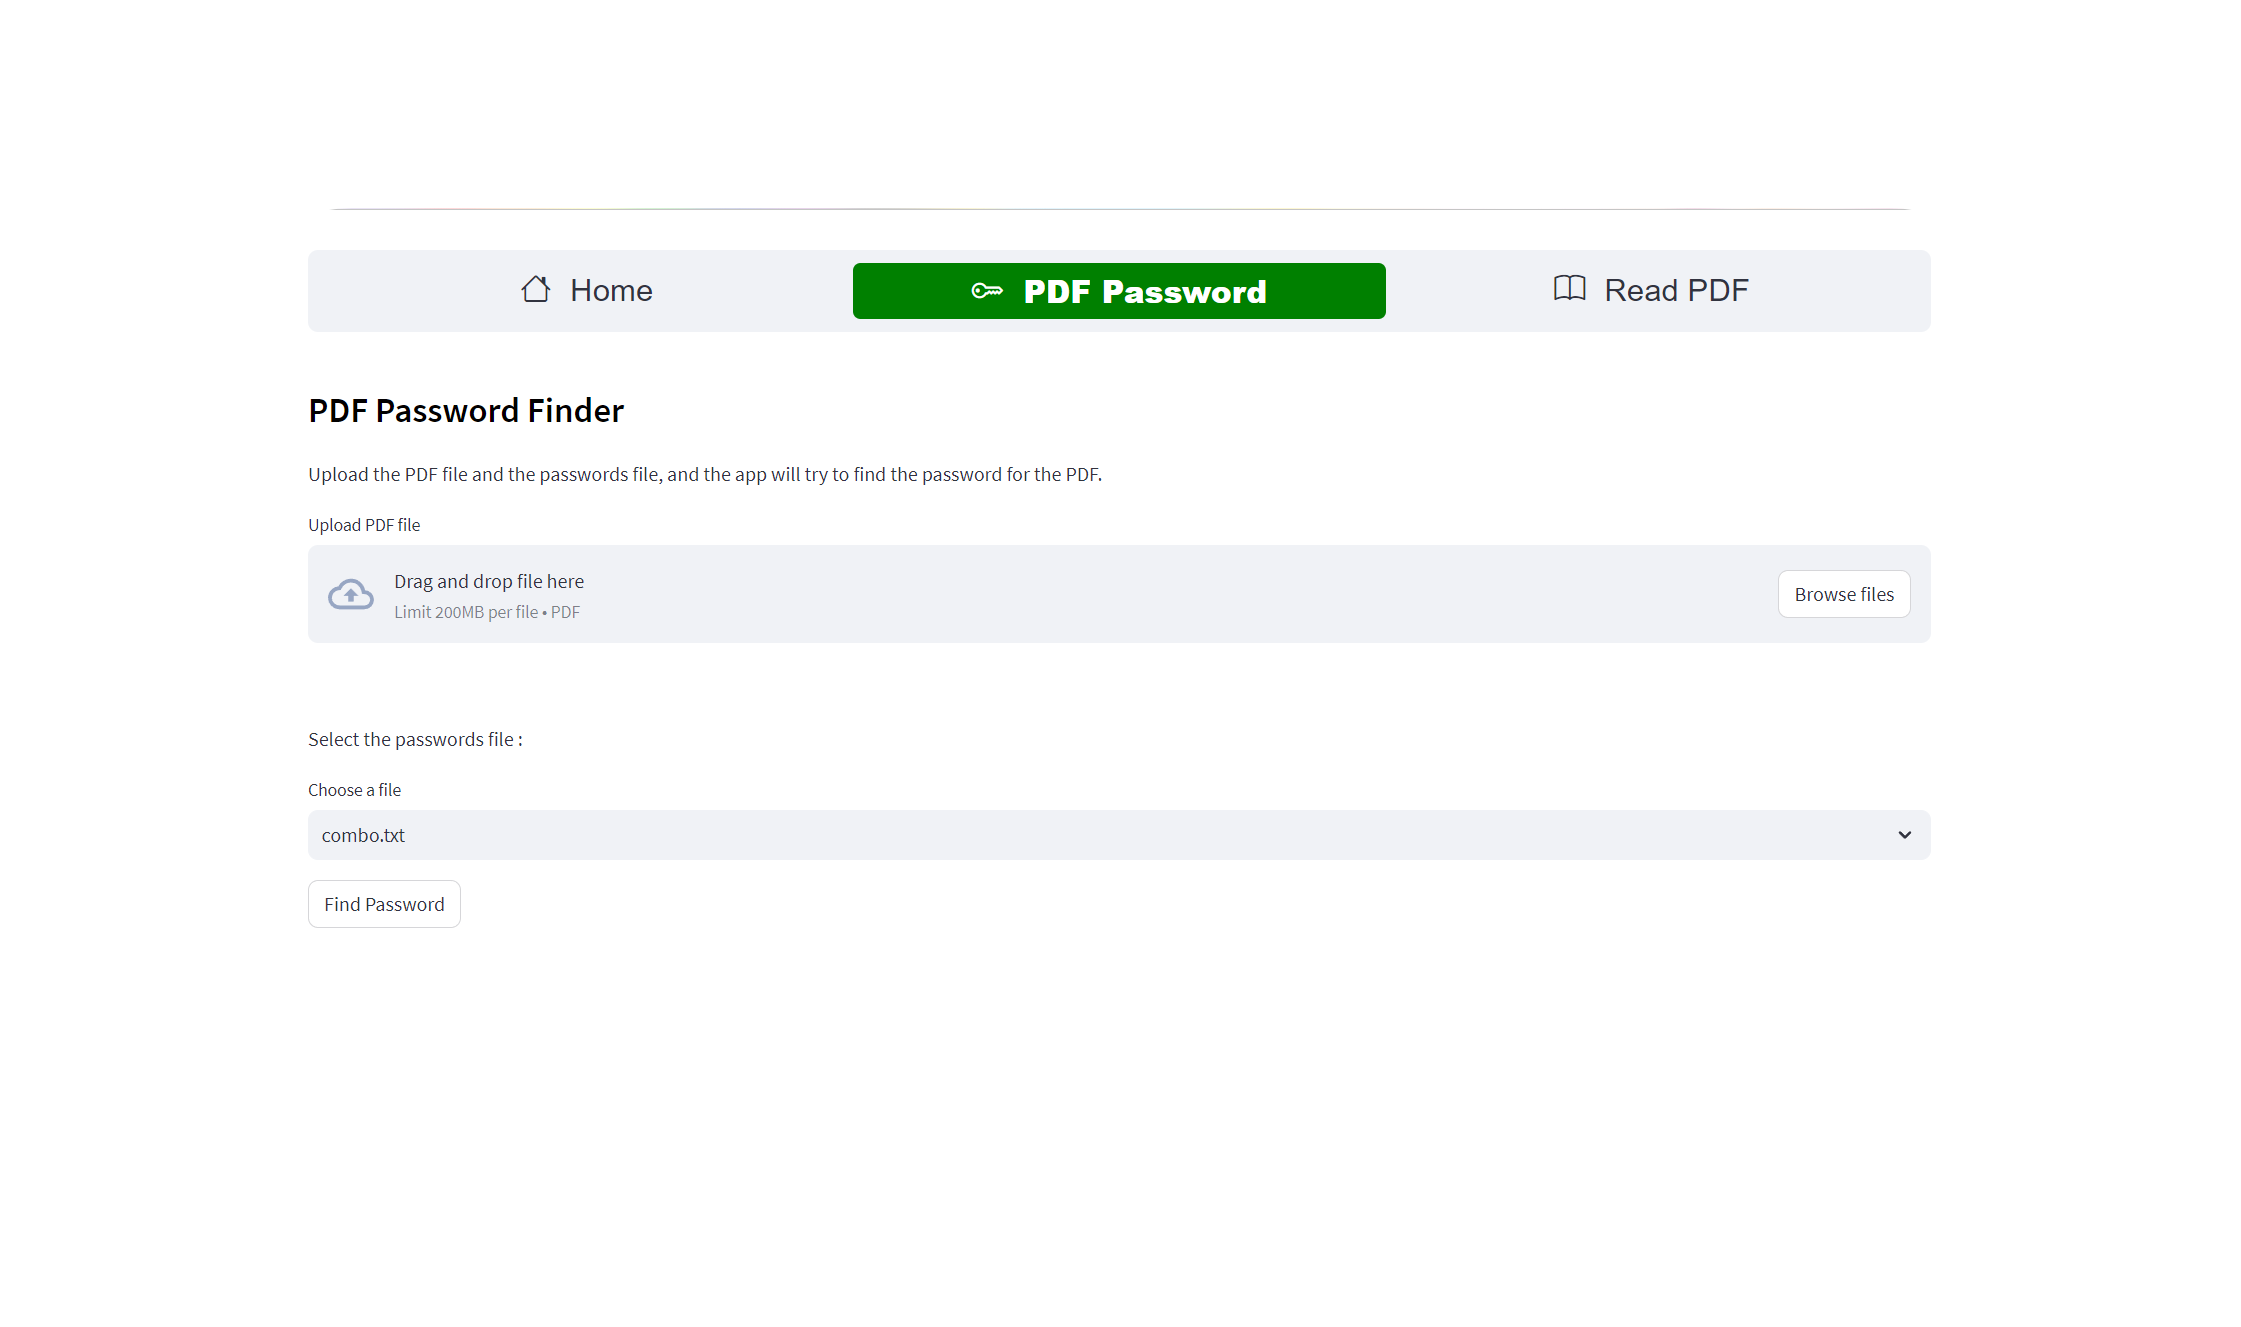 Home
PDF Password
Read PDF
PDF Password Finder
Upload the PDF file and the passwords file, and the app will try to find the password for the PDF.
Upload PDF file
Drag and drop file here
Limit 200MB per file • PDF
Browse files
Select the passwords file :
Choose a file
combo.txt
Find Password